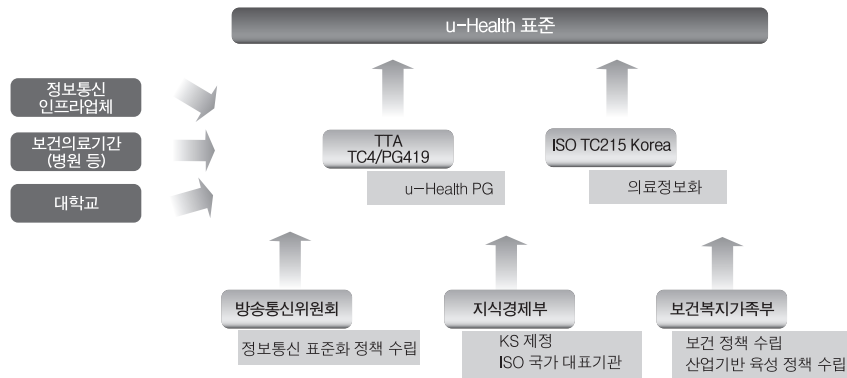 u-Health 표준
정보통신
인프라업체
보건의료기간
(병원 등)
대학교
TTA
TC4/PG419
u-Health PG
ISO TC215 Korea
의료정보화
방송통신위원회
정보통신 표준화 정책 수립
지식경제부
KS 제정
ISO 국가 대표기관
보건복지가족부
보건 정책 수립
산업기반 육성 정책 수립